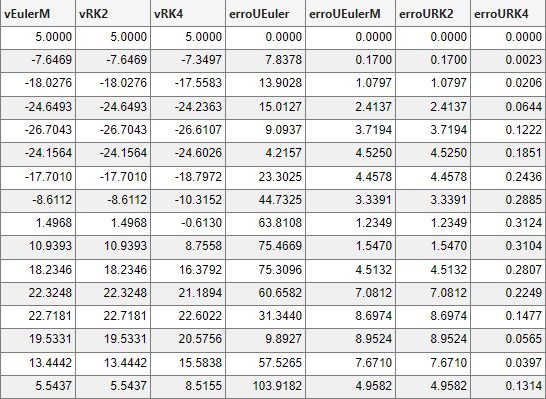 vEulerM vRK2 vRK4 erroUEuler erroUEulerM erroURK2 erroURK4
5.0000 5.0000 5.0000 0.0000 0.0000 0.0000 0.0000
-7.6469 -7.6469 -7.3497 7.8378 0.1700 0.1700 0.0023
-18.0276 -18.0276 -17.5583 13.9028 1.0797 1.0797 0.0206
-24.6493 -24.6493 -24.2363 15.0127 2.4137 2.4137 0.0644
-26.7043 -26.7043 -26.6107 9.0937 3.7194 3.7194 0.1222
-24.1564 -24.1564 -24.6026 4.2157 4.5250 4.5250 0.1851
-17.7010 -17.7010 -18.7972 23.3025 4.4578 4.4578 0.2436
-8.6112 -8.6112 -10.3152 44.7325 3.3391 3.3391 0.2885
1.4968 1.4968 -0.6130 63.8108 1.2349 1.2349 0.3124
10.9393 10.9393 8.7558 75.4669 1.5470 1.5470 0.3104
18.2346 18.2346 16.3792 75.3096 4.5132 4.5132 0.2807
22.3248 22.3248 21.1894 60.6582 7.0812 7.0812 0.2249
22.7181 22.7181 22.6022 31.3440 8.6974 8.6974 0.1477
19.5331 19.5331 20.5756 9.8927 8.9524 8.9524 0.0565
13.4442 13.4442 15.5838 57.5265 7.6710 7.6710 0.0397
5.5437 5.5437 8.5155 103.9182 4.9582 4.9582 0.1314